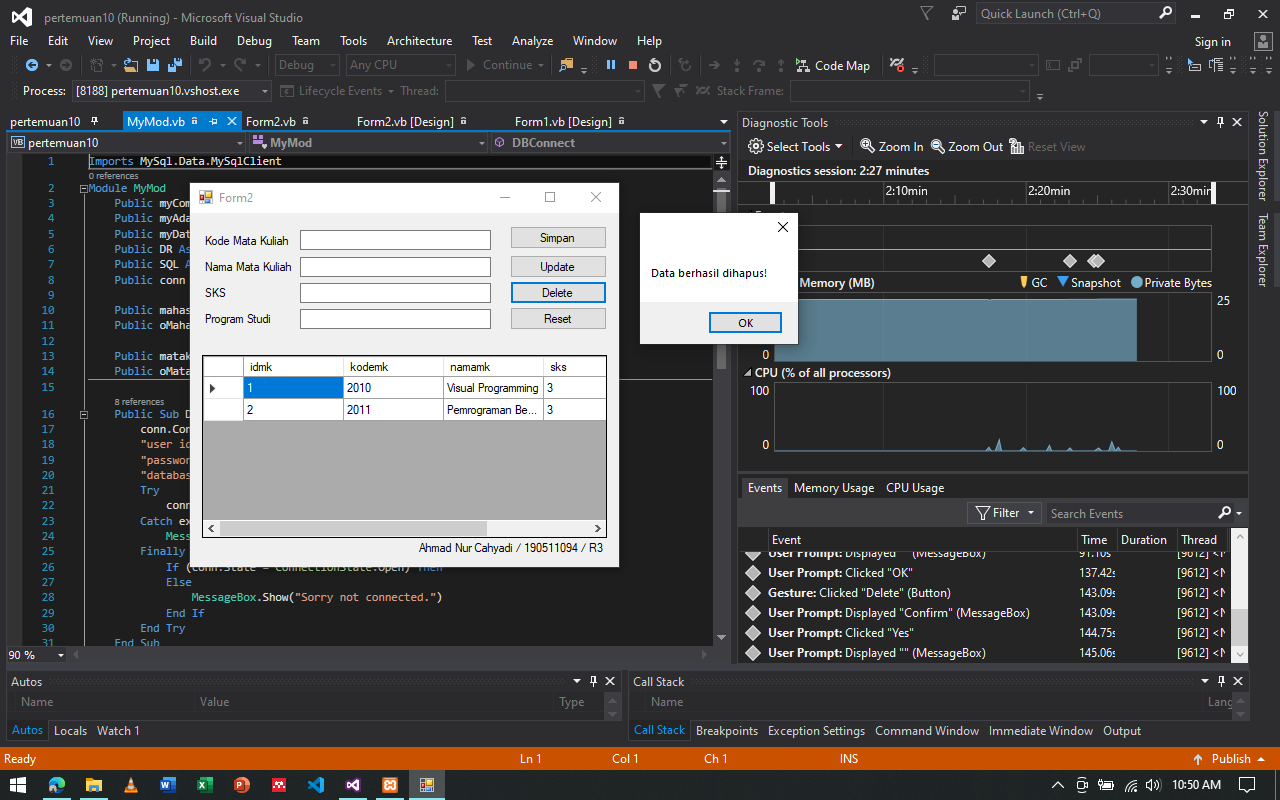 pertemuan10 (Running) - Microsoft Visual Studio
Quick Launch (Ctrl+Q)
File Edit View Project Build Debug Team Tools Architecture Test Analyze Window Help
Sign in
Debug Any CPU Continue Code Map
Process: [8188] pertemuan10.vshost.exe Lifecycle Events Thread: Stack Frame:
pertemuan10 MyMod.vb Form2.vb Form2.vb [Design] Form1.vb [Design]
VB pertemuan10 MyMod DBConnect
1 Imports MySql.Data.MySqlClient
0 references
2 Module MyMod
3 Public myCom
4 Public myAda
5 Public myDat
6 Public DR As
7 Public SQL A
8 Public conn
9
10 Public mahas
11 Public oMaha
12
13 Public matak
14 Public oMata
15
8 references
16 Public Sub D
17 conn.Con
18 "user id
19 "passwor
20 "databas
21 Try
22 conn
23 Catch ex
24 Mess
25 Finally
26 If (conn.State = ConnectionState.Open) Then
27 Else
28 MessageBox.Show("Sorry not connected.")
29 End If
30 End Try
31 End Sub
90 %
Form2
Kode Mata Kuliah Simpan
Nama Mata Kuliah Update
SKS Delete
Program Studi Reset
idmk kodemk namamk sks
1 2010 Visual Programming 3
2 2011 Pemrograman Be... 3
Ahmad Nur Cahyadi / 190511094 / R3
Data berhasil dihapus!
OK
Diagnostic Tools
Select Tools Zoom In Zoom Out Reset View
Diagnostics session: 2:27 minutes
2:10min 2:20min 2:30min
Memory (MB) GC Snapshot Private Bytes
25
0 0
CPU (% of all processors)
100 100
0 0
Events Memory Usage CPU Usage
Filter Search Events
Event Time Duration Thread
User Prompt: Displayed "" (MessageBox) 91.10s [9612] <N
User Prompt: Clicked "OK" 137.42s [9612] <N
Gesture: Clicked "Delete" (Button) 143.09s [9612] <N
User Prompt: Displayed "Confirm" (MessageBox) 143.09s [9612] <N
User Prompt: Clicked "Yes" 144.75s [9612] <N
User Prompt: Displayed "" (MessageBox) 145.06s [9612] <N
Solution Explorer
Team Explorer
Autos
Name Value Type
Autos Locals Watch 1
Call Stack
Name Lang
Call Stack Breakpoints Exception Settings Command Window Immediate Window Output
Ready Ln 1 Col 1 Ch 1 INS Publish
10:50 AM